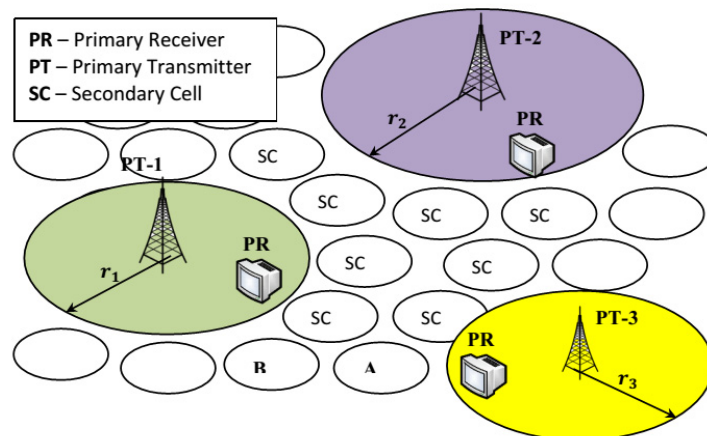 PR – Primary Receiver
PT – Primary Transmitter
SC – Secondary Cell
PT-2
r₂
PR
SC
PT-1
SC
SC
SC
PR
SC
SC
r₁
SC
SC
PT-3
PR
r₃
B
A